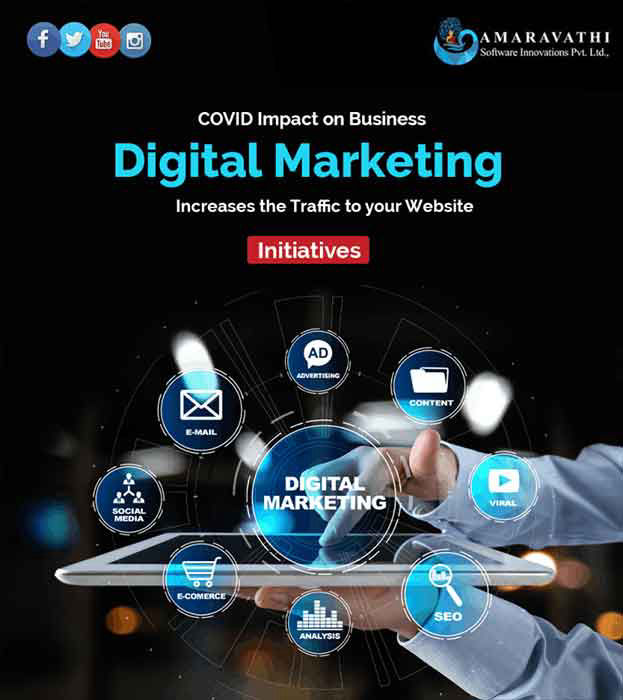 f
You
Tube
AMARAVATHI
Software Innovations Pvt. Ltd.,
COVID Impact on Business
Digital Marketing
Increases the Traffic to your Website
Initiatives
AD
ADVERTISING
CONTENT
E-MAIL
DIGITAL
MARKETING
VIRAL
SOCIAL
MEDIA
E-COMERCE
SEO
ANALYSIS